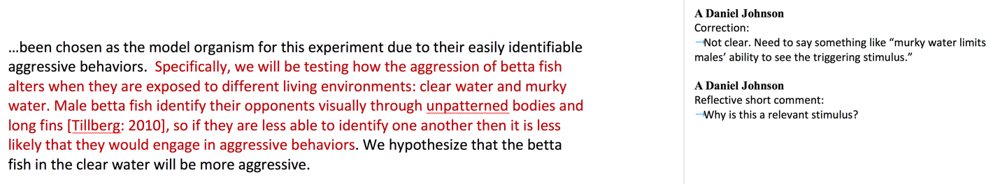 ...been chosen as the model organism for this experiment due to their easily identifiable
aggressive behaviors.  Specifically, we will be testing how the aggression of betta fish
alters when they are exposed to different living environments: clear water and murky
water. Male betta fish identify their opponents visually through unpatterned bodies and
long fins [Tillberg: 2010], so if they are less able to identify one another then it is less
likely that they would engage in aggressive behaviors. We hypothesize that the betta
fish in the clear water will be more aggressive.
A Daniel Johnson
Correction:
→Not clear. Need to say something like “murky water limits
males’ ability to see the triggering stimulus.”
A Daniel Johnson
Reflective short comment:
→Why is this a relevant stimulus?